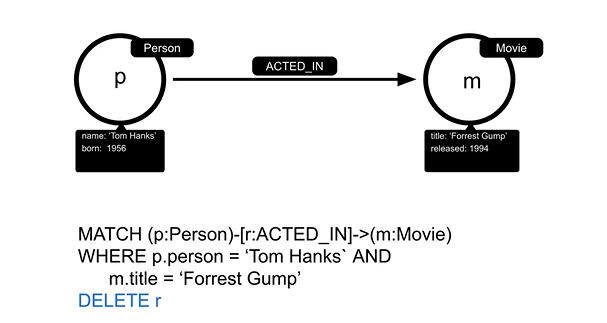 Person
Movie
ACTED_IN
p
m
name: ‘Tom Hanks’
born: 1956
title: ‘Forrest Gump’
released: 1994
MATCH (p:Person)-[r:ACTED_IN]->(m:Movie)
WHERE p.person = ‘Tom Hanks` AND
m.title = ‘Forrest Gump’
DELETE r